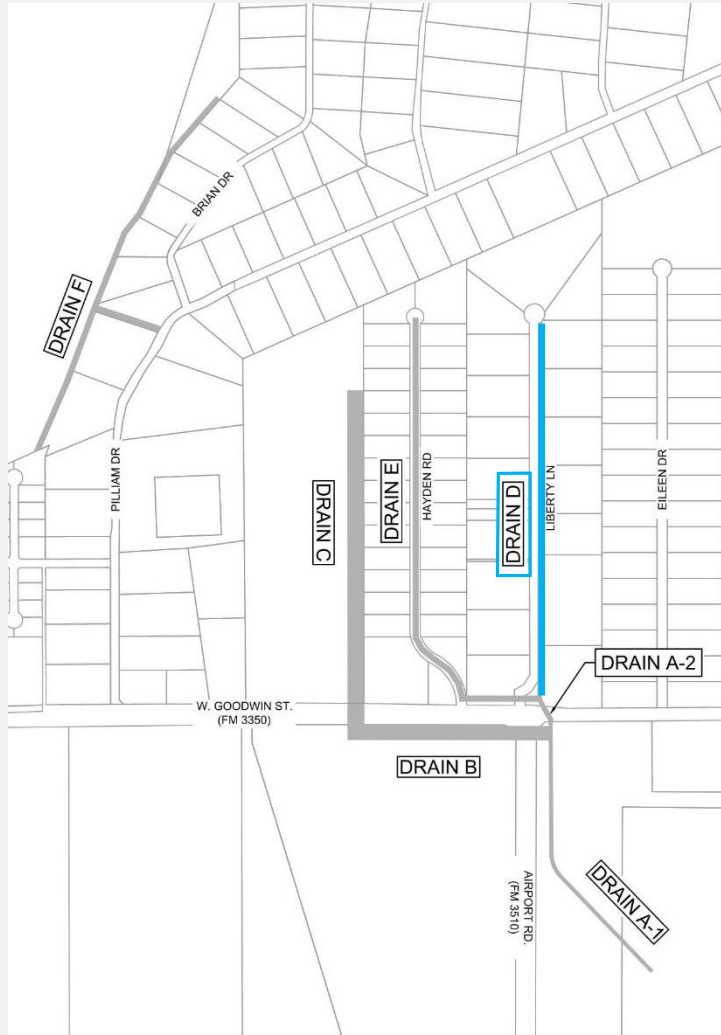 BRIAN DR
DRAIN F
PILLIAM DR
DRAIN C
DRAIN E
HAYDEN RD
DRAIN D
LIBERTY LN
EILEEN DR
DRAIN A-2
W. GOODWIN ST.
(FM 3350)
DRAIN B
AIRPORT RD.
(FM 3510)
DRAIN A-1